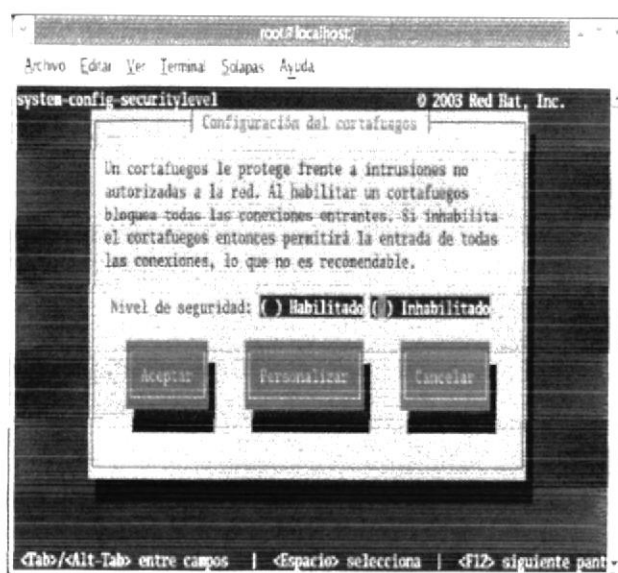 root@localhost:/
Archivo Editar Ver Terminal Solapas Ayuda
system-config-securitylevel © 2003 Red Hat, Inc.
Configuración del cortafuegos
Un cortafuegos le protege frente a intrusiones no
autorizadas a la red. Al habilitar un cortafuegos
bloquea todas las conexiones entrantes. Si inhabilita
el cortafuegos entonces permitirá la entrada de todas
las conexiones, lo que no es recomendable.
Nivel de seguridad: ( ) Habilitado ( ) Inhabilitado
Aceptar Personalizar Cancelar
<Tab>/<Alt-Tab> entre campos | <Espacio> selecciona | <F12> siguiente pant